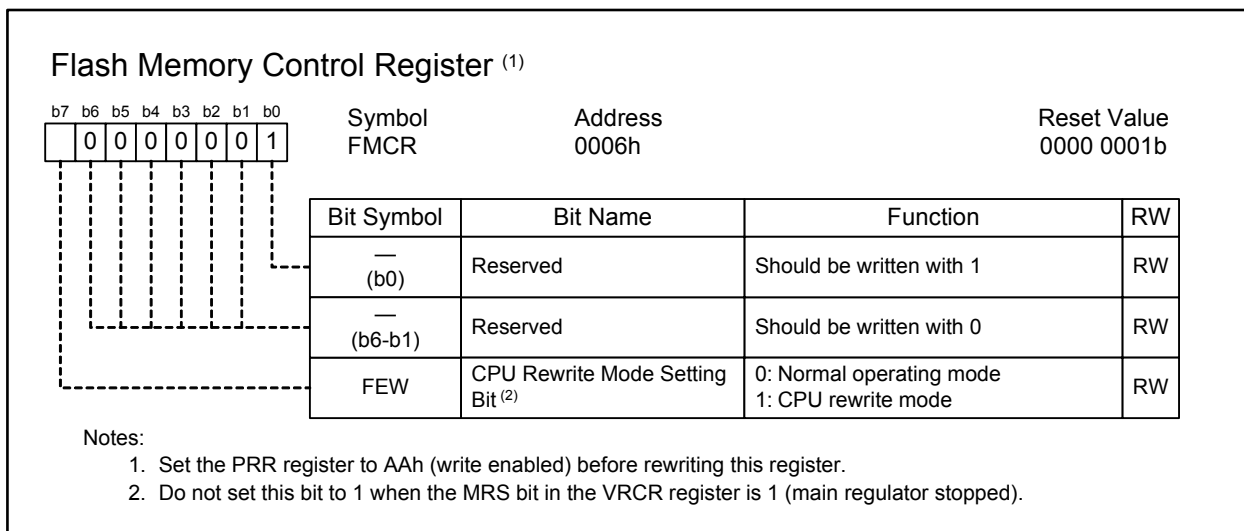 Flash Memory Control Register (1)
b7 b6 b5 b4 b3 b2 b1 b0
0 0 0 0 0 0 1
Symbol Address Reset Value
FMCR 0006h 0000 0001b
Bit Symbol Bit Name Function RW
—
(b0) Reserved Should be written with 1 RW
—
(b6-b1) Reserved Should be written with 0 RW
FEW CPU Rewrite Mode Setting 0: Normal operating mode RW
Bit (2) 1: CPU rewrite mode
Notes:
1. Set the PRR register to AAh (write enabled) before rewriting this register.
2. Do not set this bit to 1 when the MRS bit in the VRCR register is 1 (main regulator stopped).